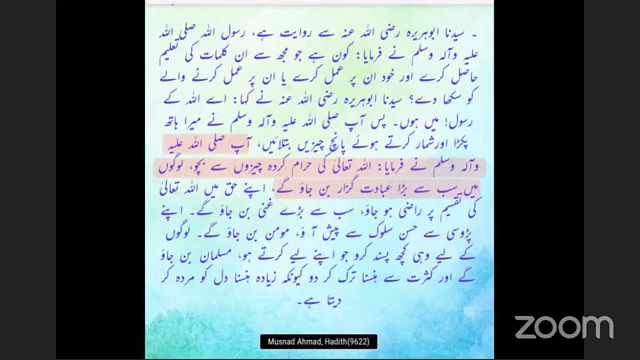 ۔ سیدنا ابوہریرہ رضی اللہ عنہ سے روایت ہے، رسول اللہ صلی اللہ
علیہ وآلہ وسلم نے فرمایا: کون ہے جو مجھ سے ان کلمات کی تعلیم
حاصل کرے اور خود ان پر عمل کرے یا ان پر عمل کرنے والے
کو سکھا دے؟ سیدنا ابوہریرہ رضی اللہ عنہ نے کہا: اے اللہ کے
رسول! میں ہوں۔ پس آپ صلی اللہ علیہ وآلہ وسلم نے میرا ہاتھ
پکڑا اور شمار کرتے ہوئے پانچ چیزیں بتلائیں، آپ صلی اللہ علیہ
وآلہ وسلم نے فرمایا: اللہ تعالیٰ کی حرام کردہ چیزوں سے بچو، لوگوں
میں سب سے بڑا عبادت گزار بن جاؤ گے، اپنے حق میں اللہ تعالیٰ
کی تقسیم پر راضی ہو جاؤ، سب سے بڑے غنی بن جاؤ گے۔ اپنے
پڑوسی سے حسن سلوک سے پیش آ ؤ، مومن بن جاؤ گے۔ لوگوں
کے لیے وہی کچھ پسند کرو جو اپنے لیے کرتے ہو، مسلمان بن جاؤ
گے اور کثرت سے ہنسنا ترک کر دو کیونکہ زیادہ ہنسنا دل کو مردہ کر
دیتا ہے۔
Musnad Ahmad, Hadith(9622)
zoom